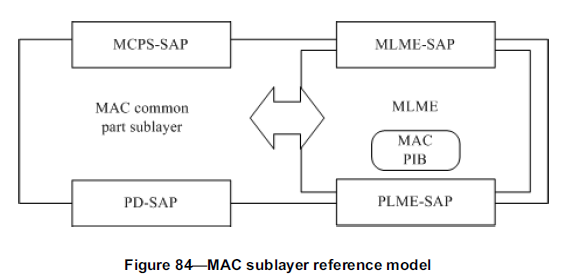 MCPS-SAP
MLME-SAP
MAC common
part sublayer
MLME
MAC
PIB
PD-SAP
PLME-SAP
Figure 84—MAC sublayer reference model